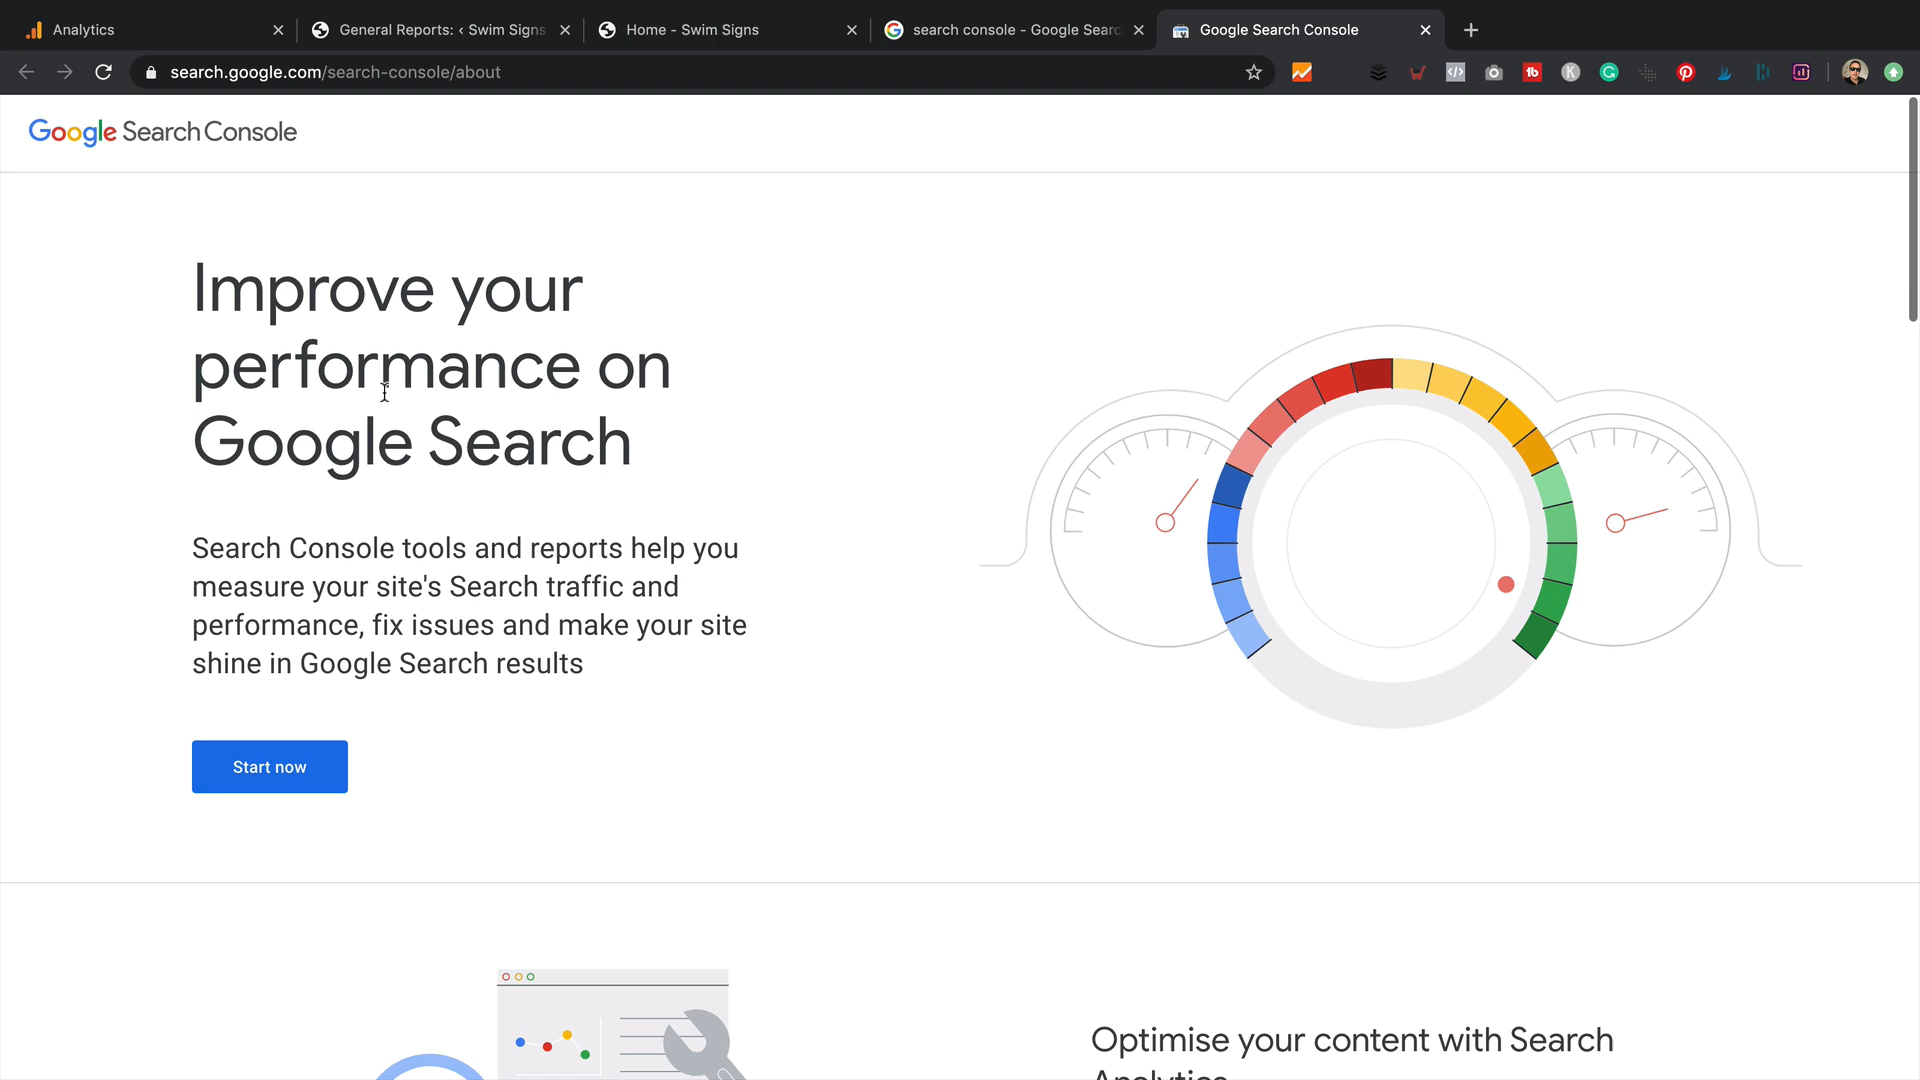 Analytics
General Reports: ‹ Swim Signs
Home - Swim Signs
search console - Google Sear
Google Search Console
search.google.com/search-console/about
Google Search Console
Improve your
performance on
Google Search
Search Console tools and reports help you
measure your site's Search traffic and
performance, fix issues and make your site
shine in Google Search results
Start now
Optimise your content with Search
Analytics